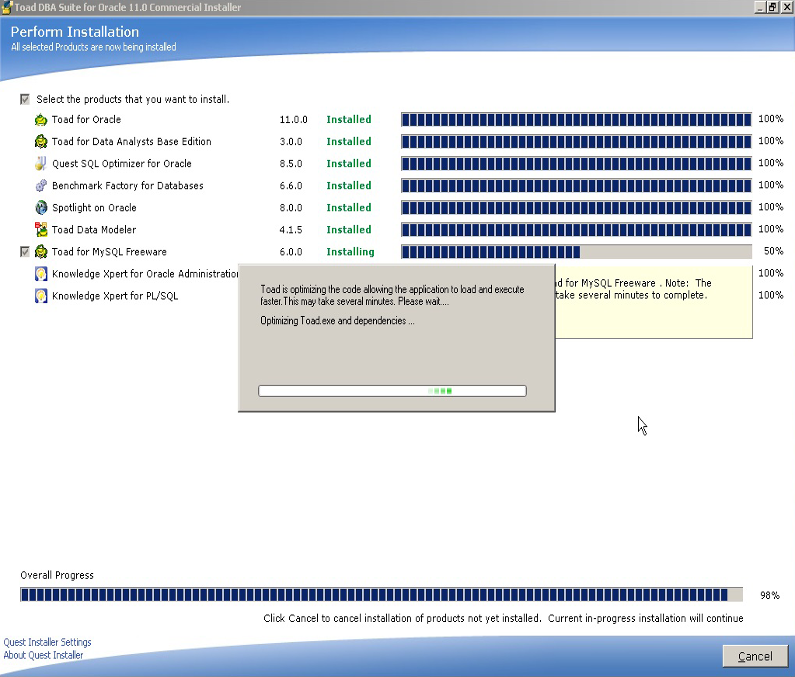 Toad DBA Suite for Oracle 11.0 Commercial Installer
Perform Installation
All selected Products are now being installed
Select the products that you want to install.
Toad for Oracle 11.0.0 Installed 100%
Toad for Data Analysts Base Edition 3.0.0 Installed 100%
Quest SQL Optimizer for Oracle 8.5.0 Installed 100%
Benchmark Factory for Databases 6.6.0 Installed 100%
Spotlight on Oracle 8.0.0 Installed 100%
Toad Data Modeler 4.1.5 Installed 100%
Toad for MySQL Freeware 6.0.0 Installing 50%
Knowledge Xpert for Oracle Administration 100%
Knowledge Xpert for PL/SQL 100%
ad for MySQL Freeware . Note: The
take several minutes to complete.
Toad is optimizing the code allowing the application to load and execute
faster.This may take several minutes. Please wait....
Optimizing Toad.exe and dependencies ...
Overall Progress
98%
Click Cancel to cancel installation of products not yet installed. Current in-progress installation will continue
Quest Installer Settings
About Quest Installer
Cancel